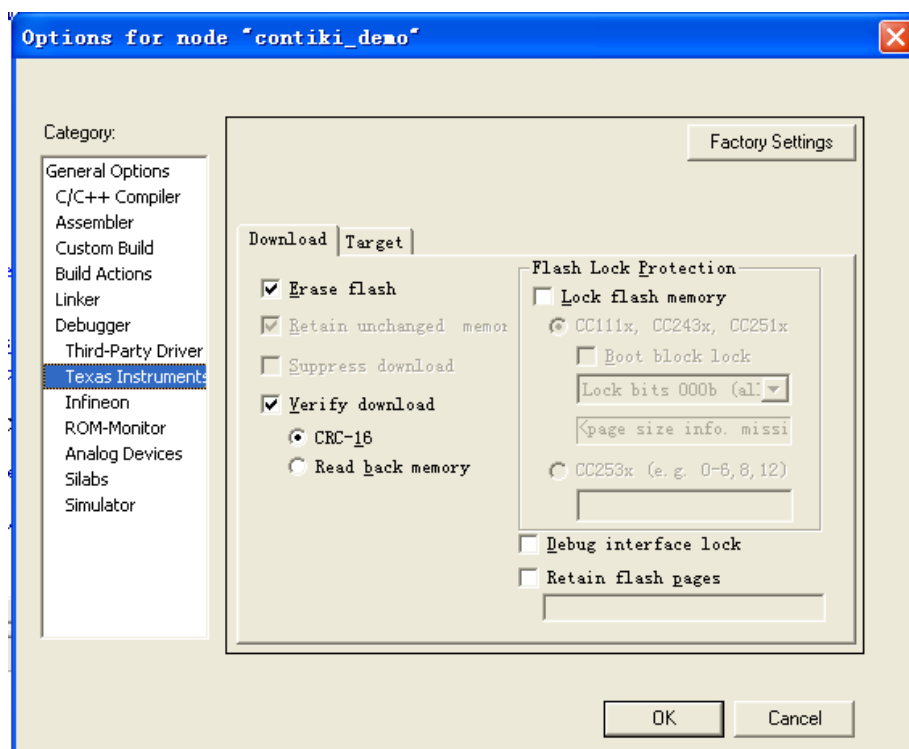 Options for node "contiki_demo"
Category:
Factory Settings
General Options
C/C++ Compiler
Assembler
Custom Build
Build Actions
Linker
Debugger
Third-Party Driver
Texas Instruments
Infineon
ROM-Monitor
Analog Devices
Silabs
Simulator
Download
Target
Erase flash
Retain unchanged memor
Suppress download
Verify download
CRC-16
Read back memory
Flash Lock Protection
Lock flash memory
CC111x, CC243x, CC251x
Boot block lock
Lock bits 000b (al
<page size info. missi
CC253x (e.g. 0-6,8,12)
Debug interface lock
Retain flash pages
OK
Cancel